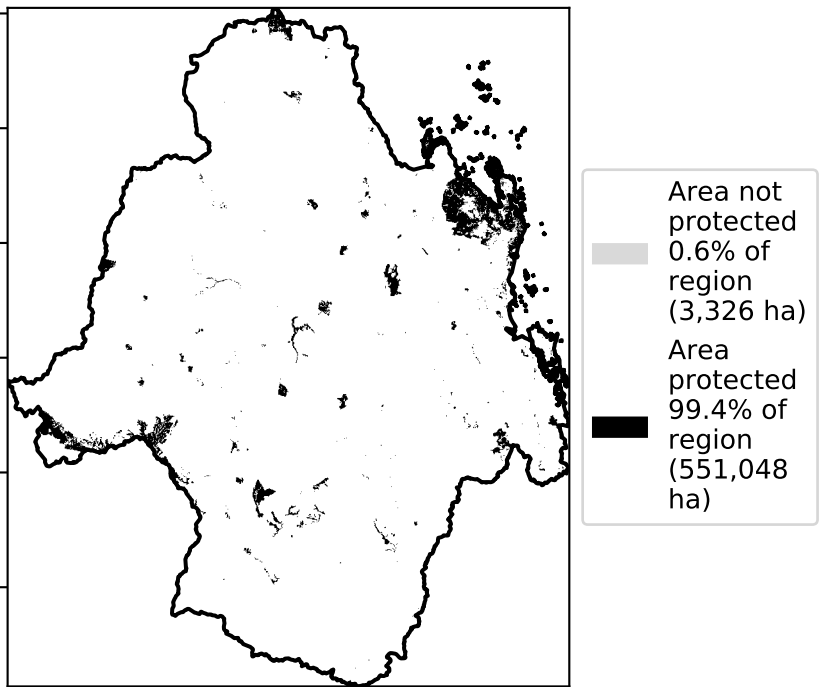 Area not
protected
0.6% of
region
(3,326 ha)
Area
protected
99.4% of
region
(551,048
ha)